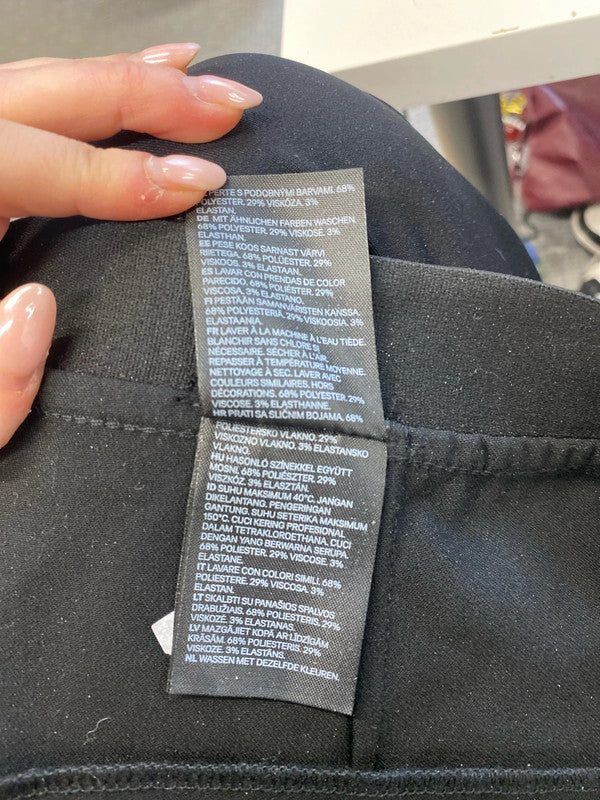 PERTE S PODOBNÝMI BARVAMI. 68%
POLYESTER. 29% VISKÓZA. 3%
ELASTAN.
DE MIT ÄHNLICHEN FARBEN WASCHEN.
68% POLYESTER. 29% VISKOSE. 3%
ELASTHAN.
EE PESE KOOS SARNAST VÄRVI
RIIETEGA. 68% POLÜESTER. 29%
VISKOOS. 3% ELASTAAN.
ES LAVAR CON PRENDAS DE COLOR
PARECIDO. 68% POLIÉSTER. 29%
VISCOSA. 3% ELASTANO.
FI PESTÄÄN SAMANVÄRISTEN KANSSA.
68% POLYESTERIÄ. 29% VISKOOSIA. 3%
ELASTAANIA.
FR LAVER À LA MACHINE À L'EAU TIÈDE.
BLANCHIR SANS CHLORE SI
NÉCESSAIRE. SÉCHER À L'AIR.
REPASSER À TEMPÉRATURE MOYENNE.
NETTOYAGE À SEC. LAVER AVEC
COULEURS SIMILAIRES. HORS
DÉCORATIONS. 68% POLYESTER. 29%
VISCOSE. 3% ÉLASTHANNE.
HR PRATI SA SLIČNIM BOJAMA. 68%
POLIESTERSKO VLAKNO. 29%
VISKOZNO VLAKNO. 3% ELASTANSKO
VLAKNO.
HU HASONLÓ SZÍNEKKEL EGYÜTT
MOSNI. 68% POLIÉSZTER. 29%
VISZKÓZ. 3% ELASZTÁN.
ID SUHU MAKSIMUM 40°C. JANGAN
DIKELANTANG. PENGERINGAN
GANTUNG. SUHU SETERIKA MAKSIMUM
150°C. CUCI KERING PROFESIONAL
DALAM TETRAKLOROETHANA. CUCI
DENGAN YANG BERWARNA SERUPA.
68% POLIESTER. 29% VISCOSE. 3%
ELASTANE.
IT LAVARE CON COLORI SIMILI. 68%
POLIESTERE. 29% VISCOSA. 3%
ELASTAN.
LT SKALBTI SU PANAŠIOS SPALVOS
DRABUŽIAIS. 68% POLIESTERIS. 29%
VISKOZĖ. 3% ELASTANAS.
LV MAZGĀJIET KOPĀ AR LĪDZĪGĀM
KRĀSĀM. 68% POLIESTERIS. 29%
VISKOZE. 3% ELASTĀNS.
NL WASSEN MET DEZELFDE KLEUREN.